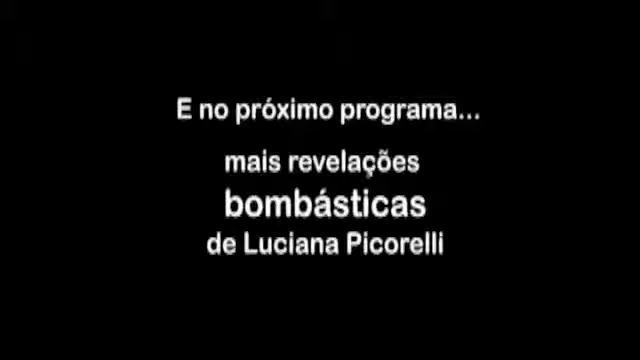 E no próximo programa...
mais revelações
bombásticas
de Luciana Picorelli